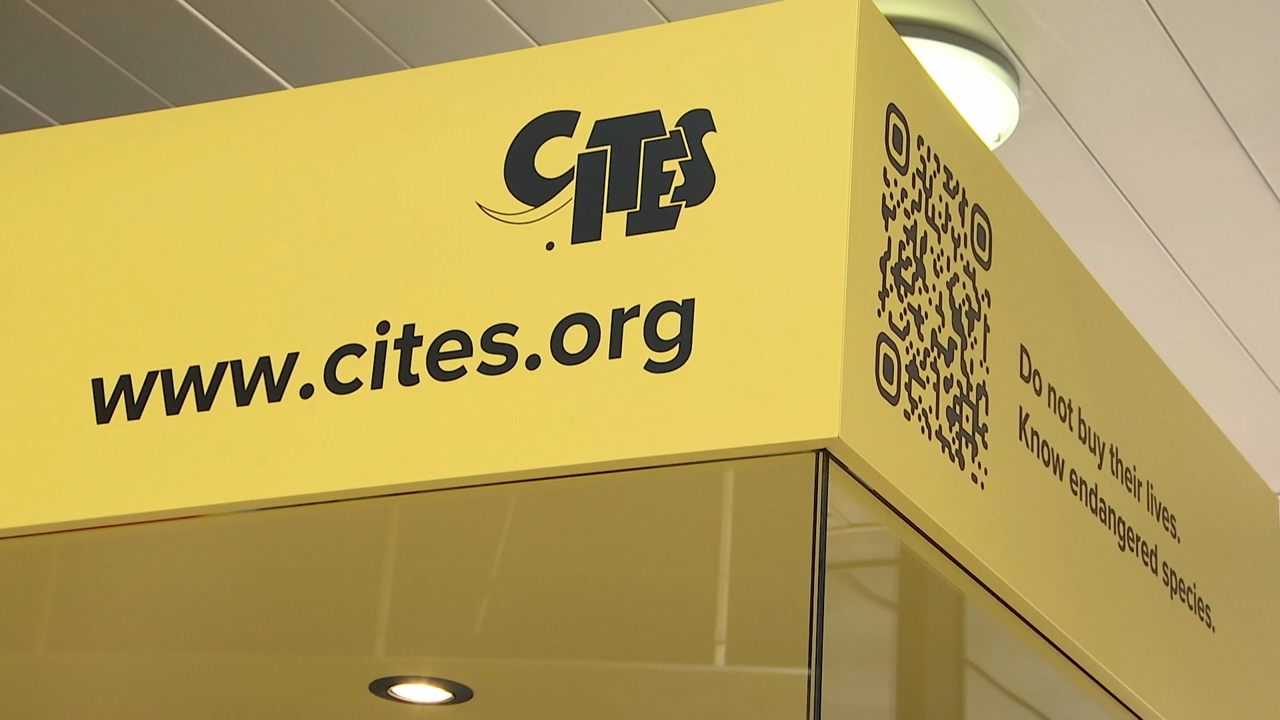 CITES
www.cites.org
Do not buy their lives.
Know endangered species.